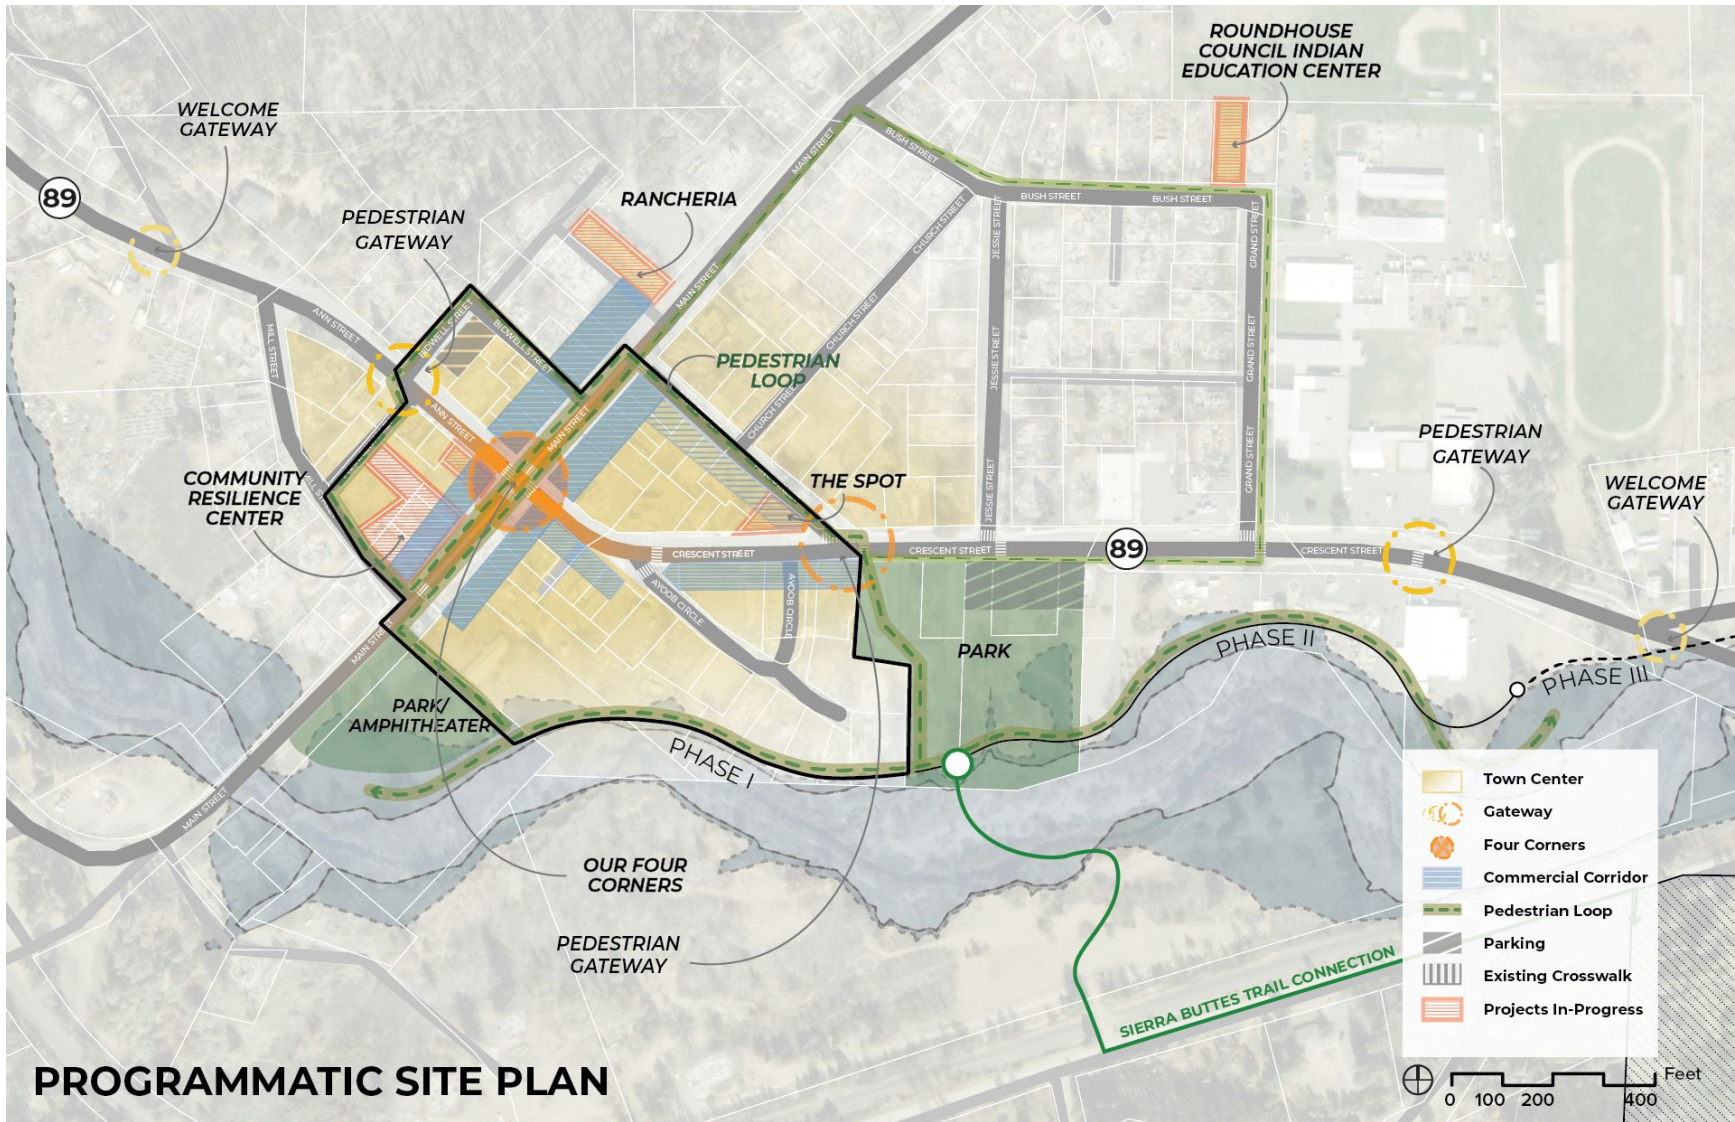 ROUNDHOUSE
COUNCIL INDIAN
EDUCATION CENTER
WELCOME
GATEWAY
89
PEDESTRIAN
GATEWAY
RANCHERIA
MAIN STREET
BUSH STREET
BUSH STREET
BUSH STREET
CHURCH STREET
JESSIE STREET
GRAND STREET
MAIN STREET
ANN STREET
MILL STREET
BIDWELL STREET
BIDWELL STREET
CHURCH STREET
JESSIE STREET
GRAND STREET
PEDESTRIAN
LOOP
CHURCH STREET
ANN STREET
MAIN STREET
PEDESTRIAN
GATEWAY
COMMUNITY
RESILIENCE
CENTER
MILL ST
THE SPOT
JESSIE STREET
GRAND STREET
WELCOME
GATEWAY
CRESCENT STREET
CRESCENT STREET
89
CRESCENT STREET
AYOOB CIRCLE
AYOOB CIRCLE
MAIN STREET
PARK
PHASE II
PHASE III
PARK/
AMPHITHEATER
PHASE I
MAIN STREET
OUR FOUR
CORNERS
PEDESTRIAN
GATEWAY
SIERRA BUTTES TRAIL CONNECTION
Town Center
Gateway
Four Corners
Commercial Corridor
Pedestrian Loop
Parking
Existing Crosswalk
Projects In-Progress
PROGRAMMATIC SITE PLAN
Feet
0 100 200 400